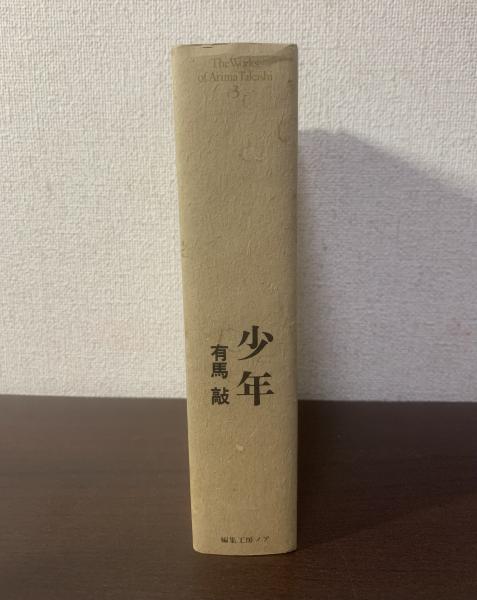 The Works
of Arima Takashi
3
少年
有馬 敲
編集工房ノア